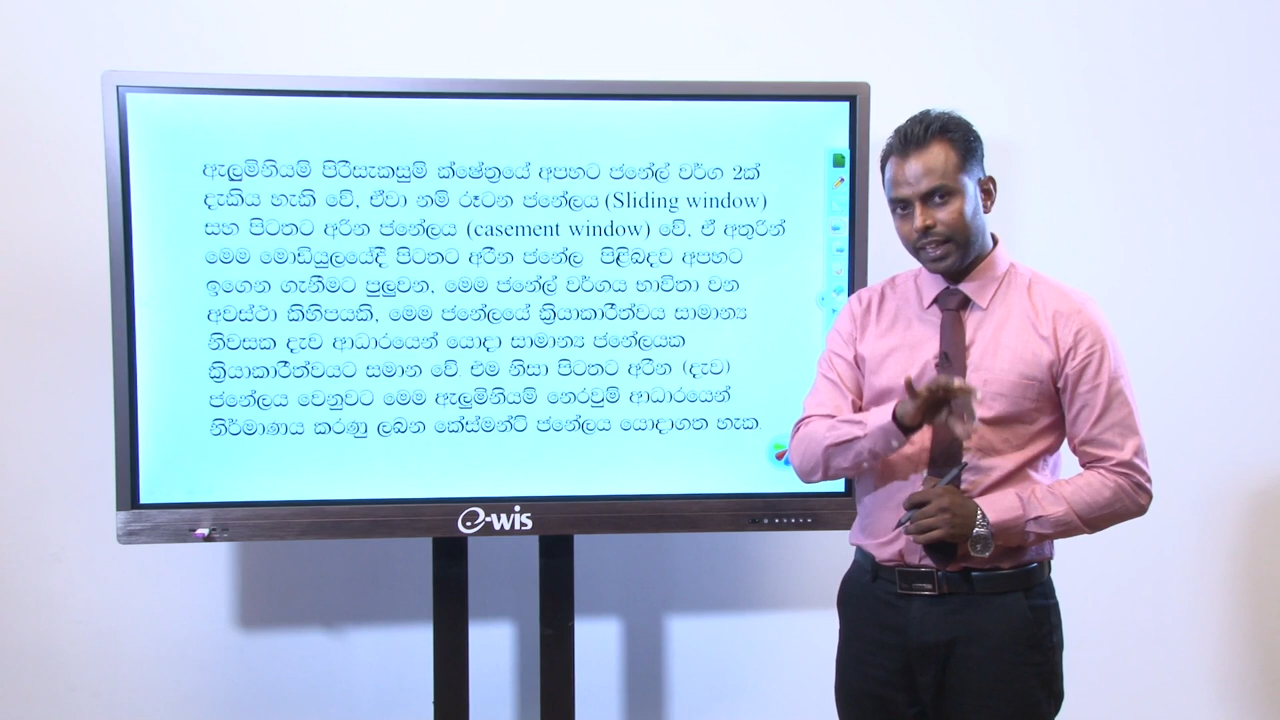 ඇලුමිනියම් පිරිසැකසුම් ක්ෂේත්‍රයේ අපහට ජනේල් වර්ග 2ක්
දැකිය හැකි වේ, ඒවා නම් රූටන ජනේලය (Sliding window)
සහ පිටතට අරින ජනේලය (casement window) වේ, ඒ අතුරින්
මෙම මොඩියුලයේදී පිටතට අරින ජනේල පිළිබදව අපහට
ඉගෙන ගැනීමට පුලුවන, මෙම ජනේල් වර්ගය භාවිතා වන
අවස්ථා කිහිපයකි, මෙම ජනේලයේ ක්‍රියාකාරීත්වය සාමාන්‍ය
නිවසක දැව ආධාරයෙන් යොදා සාමාන්‍ය ජනේලයක
ක්‍රියාකාරීත්වයට සමාන වේ එම නිසා පිටතට අරින (දැව)
ජනේලය වෙනුවට මෙම ඇලුමිනියම් නෙරවුම් ආධාරයෙන්
නිර්මාණය කරණු ලබන කේස්මන්ට් ජනේලය යොදාගත හැක.
e-wis